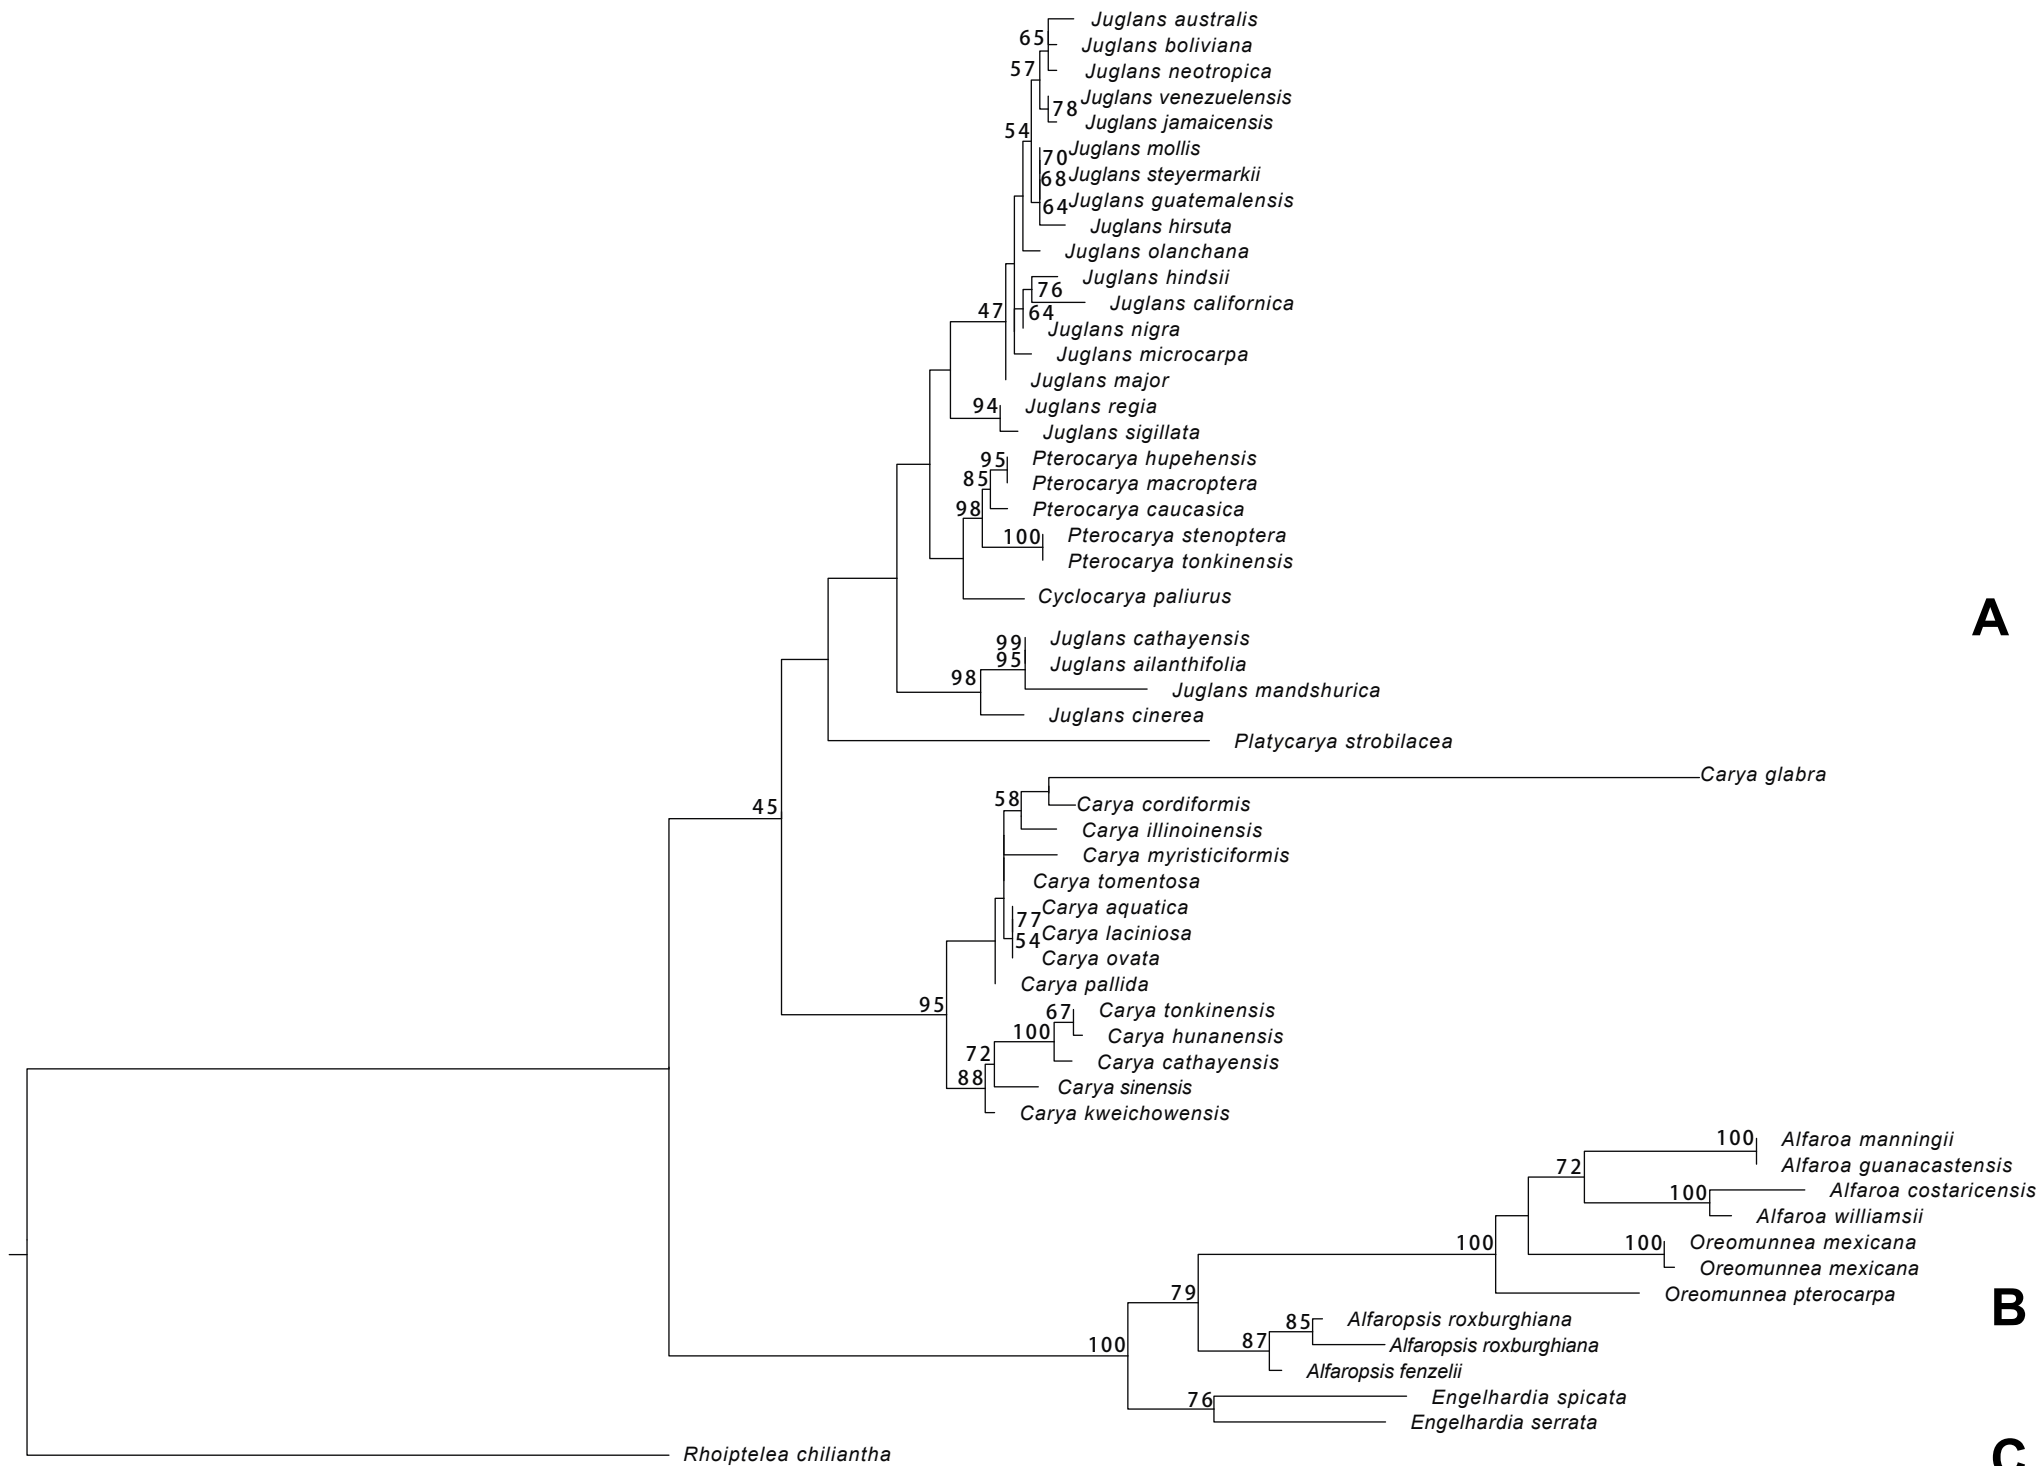 Juglans australis
65
Juglans boliviana
57
Juglans neotropica
Juglans venezuelensis
78
Juglans jamaicensis
54
Juglans mollis
70
Juglans steyermarkii
68
Juglans guatemalensis
64
Juglans hirsuta
Juglans olanchana
Juglans hindsii
76
Juglans californica
47
64
Juglans nigra
Juglans microcarpa
Juglans major
94
Juglans regia
Juglans sigillata
95
Pterocarya hupehensis
85
Pterocarya macroptera
98
Pterocarya caucasica
100
Pterocarya stenoptera
Pterocarya tonkinensis
Cyclocarya paliurus
A
99
Juglans cathayensis
95
Juglans ailanthifolia
98
Juglans mandshurica
Juglans cinerea
Platycarya strobilacea
Carya glabra
45
58
Carya cordiformis
Carya illinoinensis
Carya myristiciformis
Carya tomentosa
Carya aquatica
77
Carya laciniosa
54
Carya ovata
Carya pallida
95
67
Carya tonkinensis
100
Carya hunanensis
72
Carya cathayensis
88
Carya sinensis
Carya kweichowensis
100
Alfaroa manningii
72
Alfaroa guanacastensis
100
Alfaroa costaricensis
Alfaroa williamsii
100
100
Oreomunnea mexicana
Oreomunnea mexicana
79
Oreomunnea pterocarpa
B
85
Alfaropsis roxburghiana
100
87
Alfaropsis roxburghiana
Alfaropsis fenzelii
76
Engelhardia spicata
Engelhardia serrata
Rhoiptelea chiliantha
C